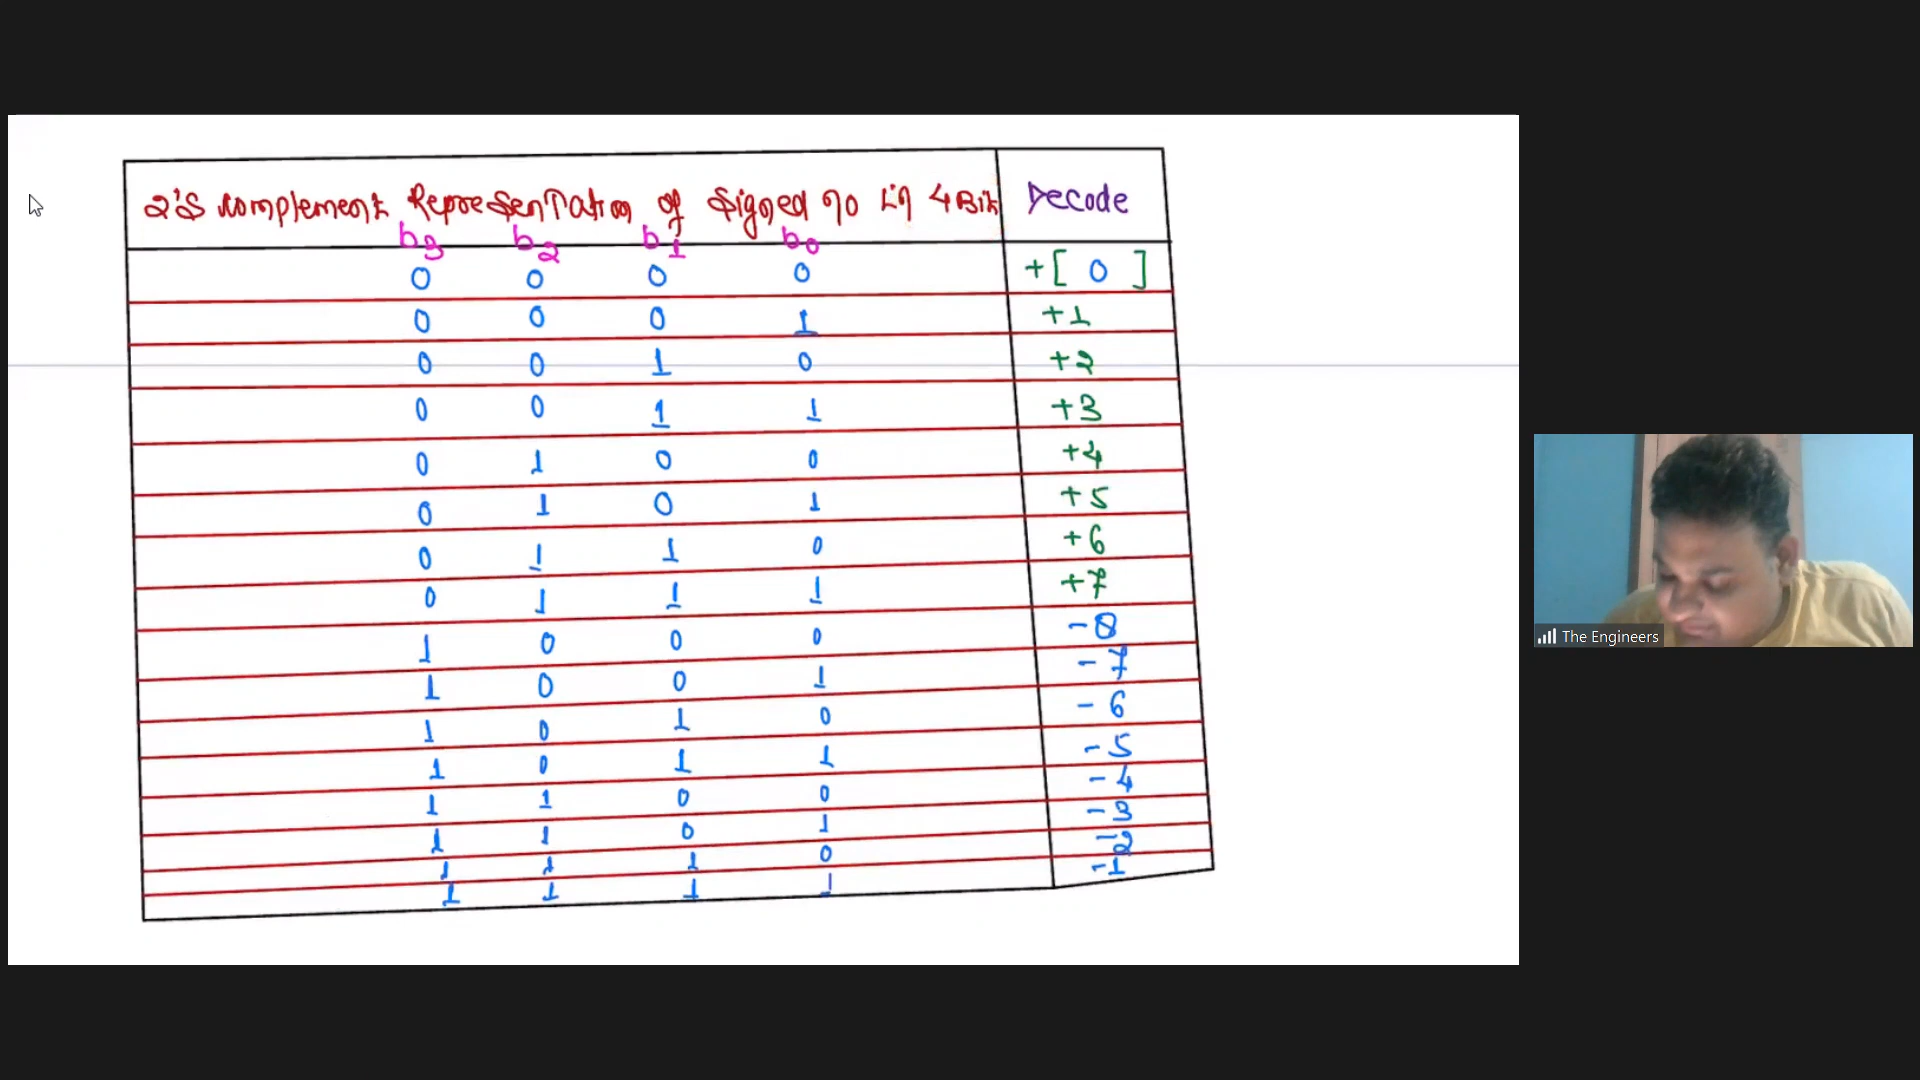 2's complement Representation of signed no in 4Bit Decode
b3 b2 b1 b0
0 0 0 0 +[ 0 ]
0 0 0 1 +1
0 0 1 0 +2
0 0 1 1 +3
0 1 0 0 +4
0 1 0 1 +5
0 1 1 0 +6
0 1 1 1 +7
1 0 0 0 -8
1 0 0 1 -7
1 0 1 0 -6
1 0 1 1 -5
1 1 0 0 -4
1 1 0 1 -3
1 1 1 0 -2
1 1 1 1 -1
The Engineers